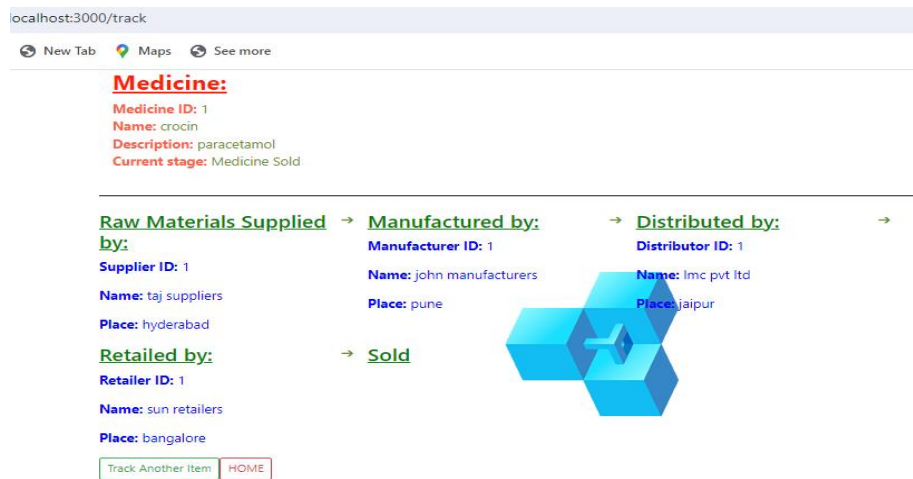 localhost:3000/track
New Tab Maps See more
Medicine:
Medicine ID: 1
Name: crocin
Description: paracetamol
Current stage: Medicine Sold
Raw Materials Supplied by: → Manufactured by: → Distributed by: →
Supplier ID: 1 Manufacturer ID: 1 Distributor ID: 1
Name: taj suppliers Name: john manufacturers Name: lmc pvt ltd
Place: hyderabad Place: pune Place: jaipur
Retailed by: → Sold
Retailer ID: 1
Name: sun retailers
Place: bangalore
Track Another Item HOME